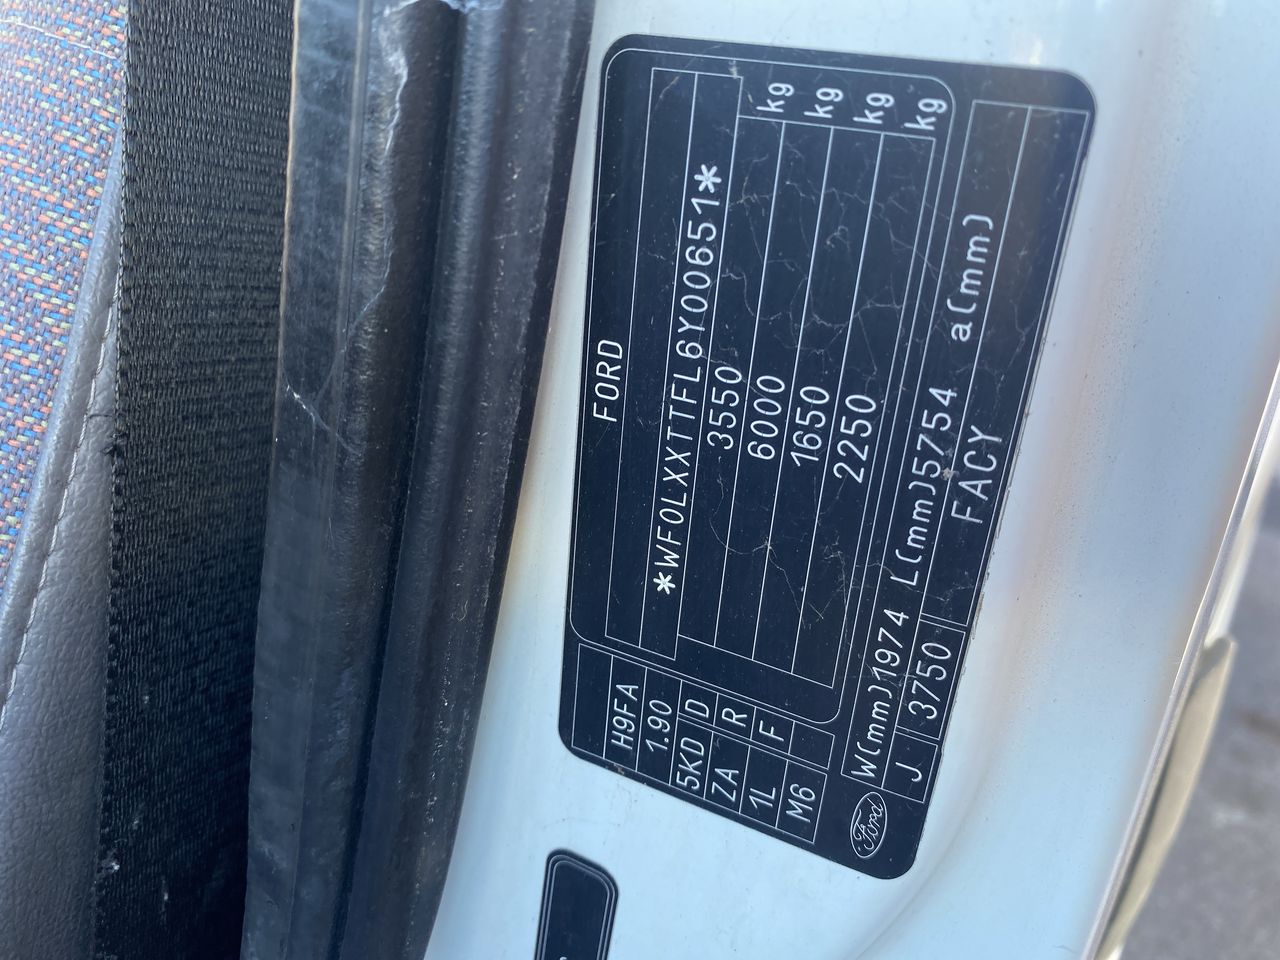 FORD
*WF0LXXTTFL6Y00651*
3550 kg
6000 kg
1650 kg
2250 kg
H9FA
1.90
5KD D
ZA R
1L F
M6
W(mm)1974 L(mm)5754 a(mm)
J 3750 FACY
Ford